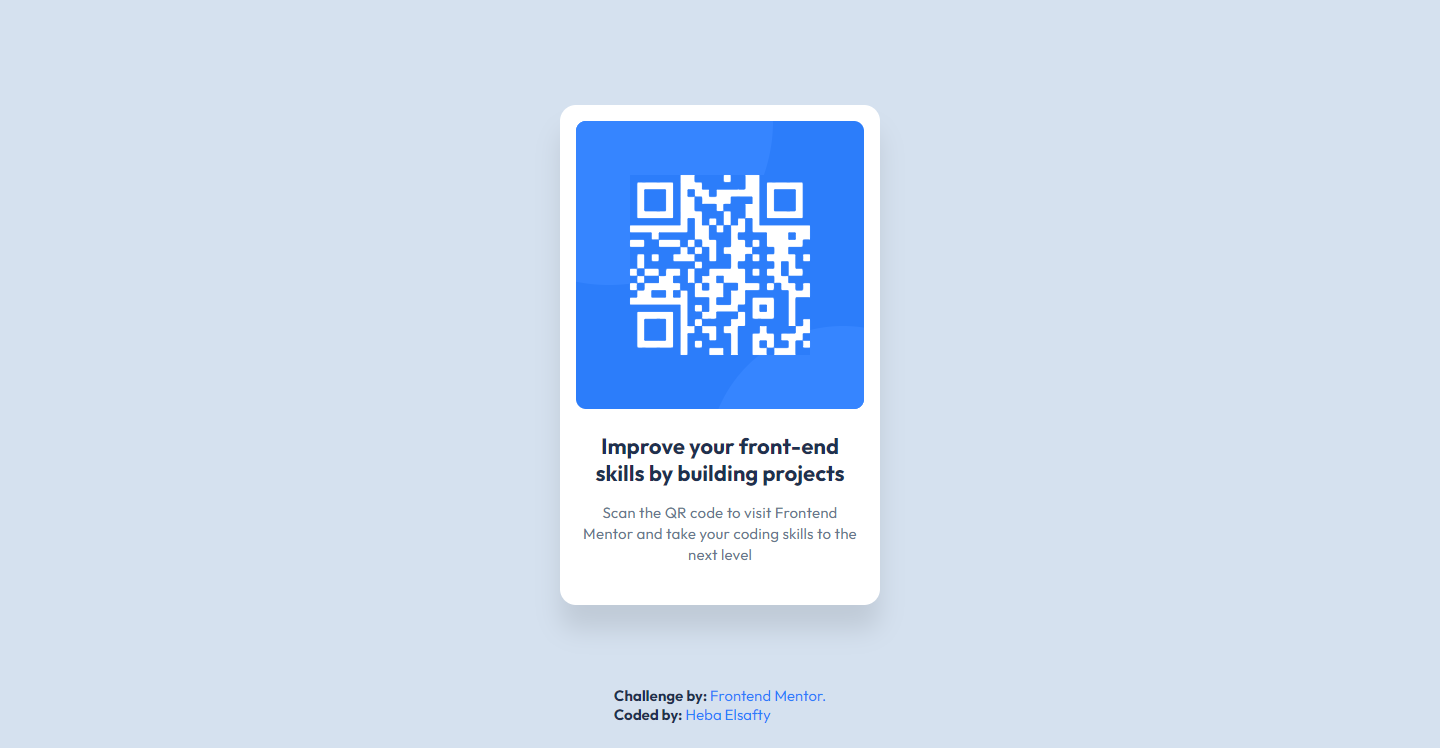 Improve your front-end
skills by building projects
Scan the QR code to visit Frontend
Mentor and take your coding skills to the
next level
Challenge by: Frontend Mentor.
Coded by: Heba Elsafty